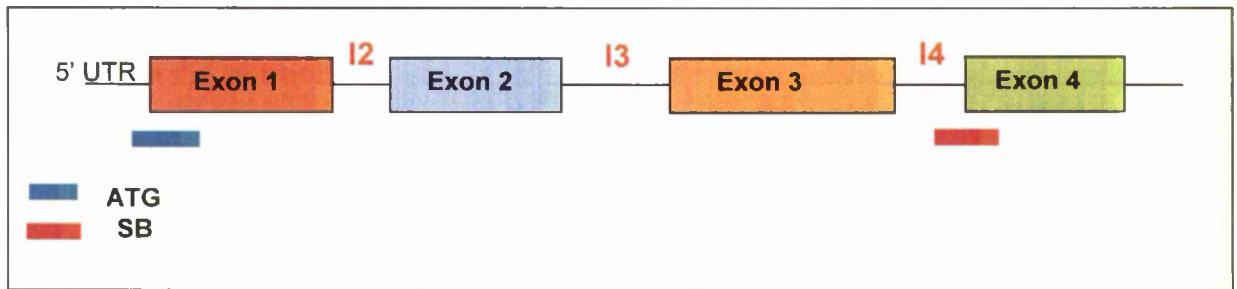 I2 I3 I4
5' UTR Exon 1 Exon 2 Exon 3 Exon 4
ATG
SB